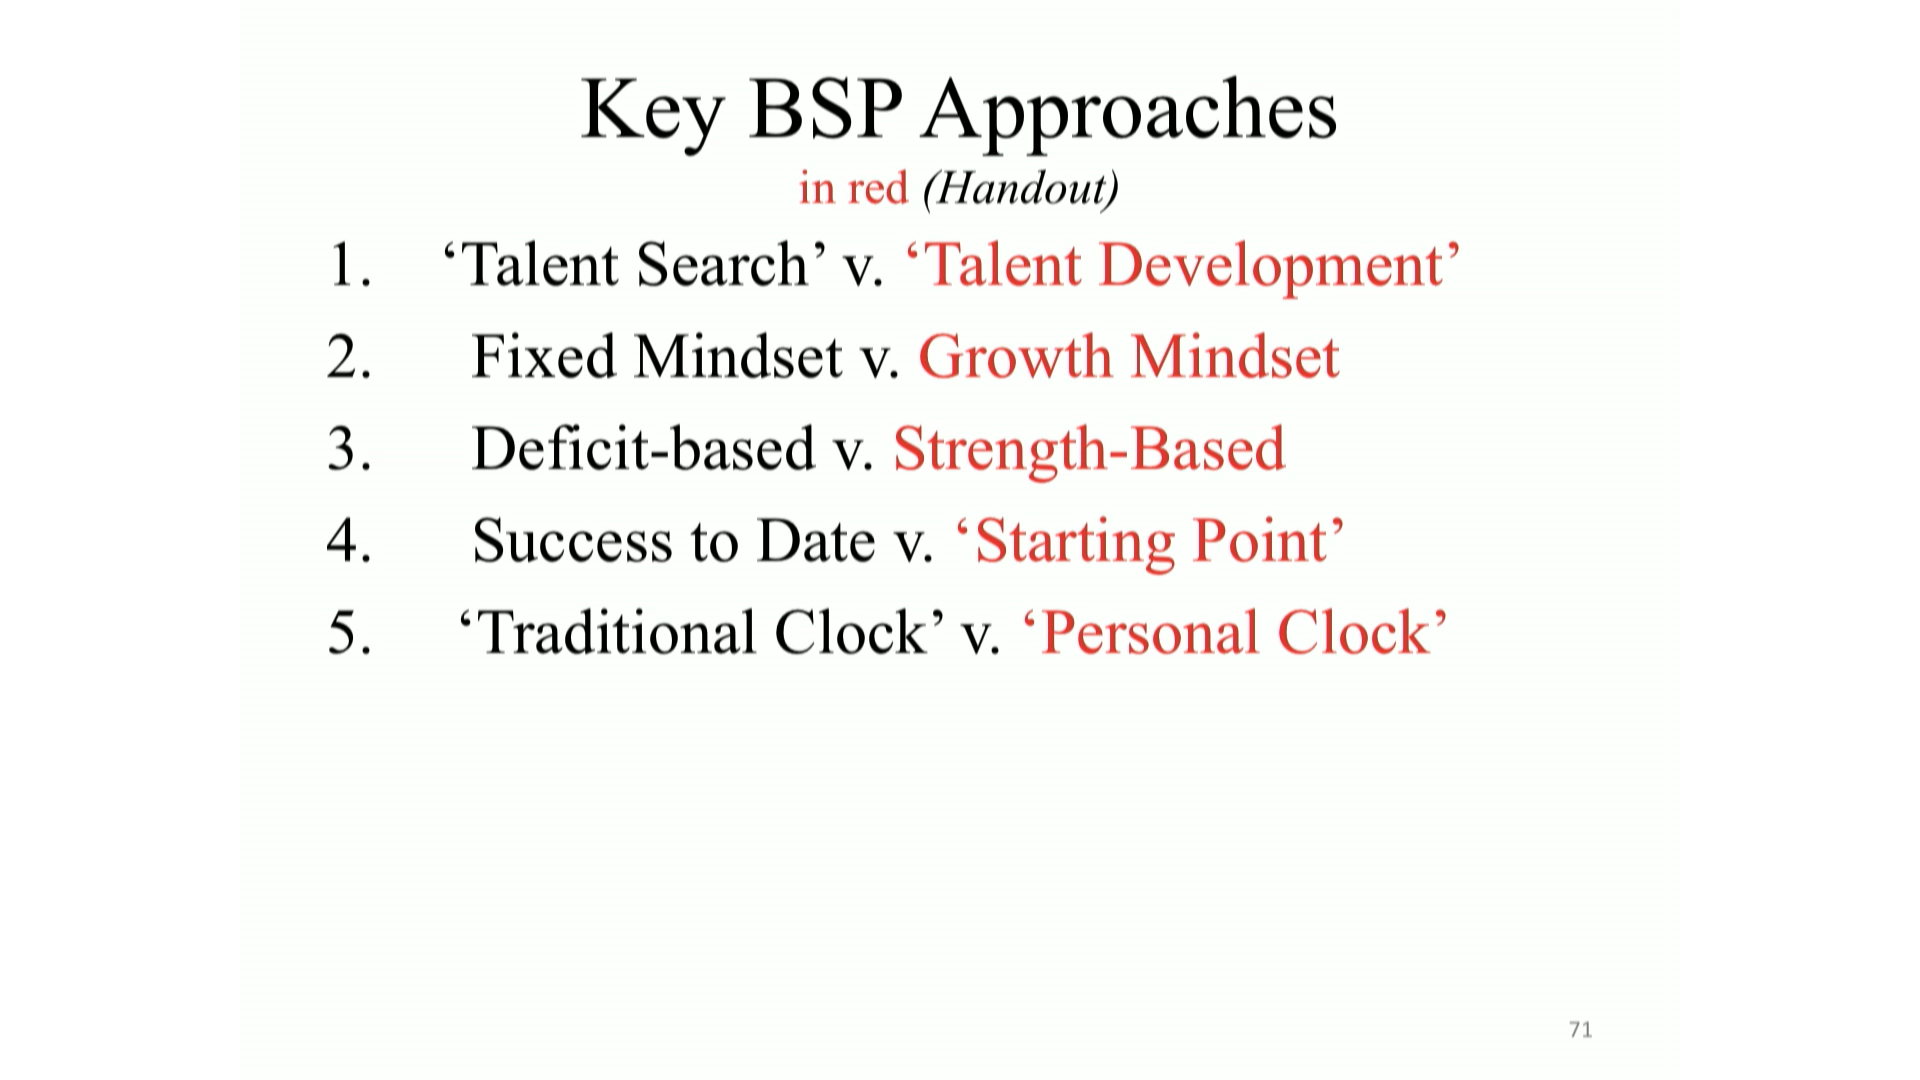 Key BSP Approaches
in red (Handout)
1. ‘Talent Search’ v. ‘Talent Development’
2. Fixed Mindset v. Growth Mindset
3. Deficit-based v. Strength-Based
4. Success to Date v. ‘Starting Point’
5. ‘Traditional Clock’ v. ‘Personal Clock’
71